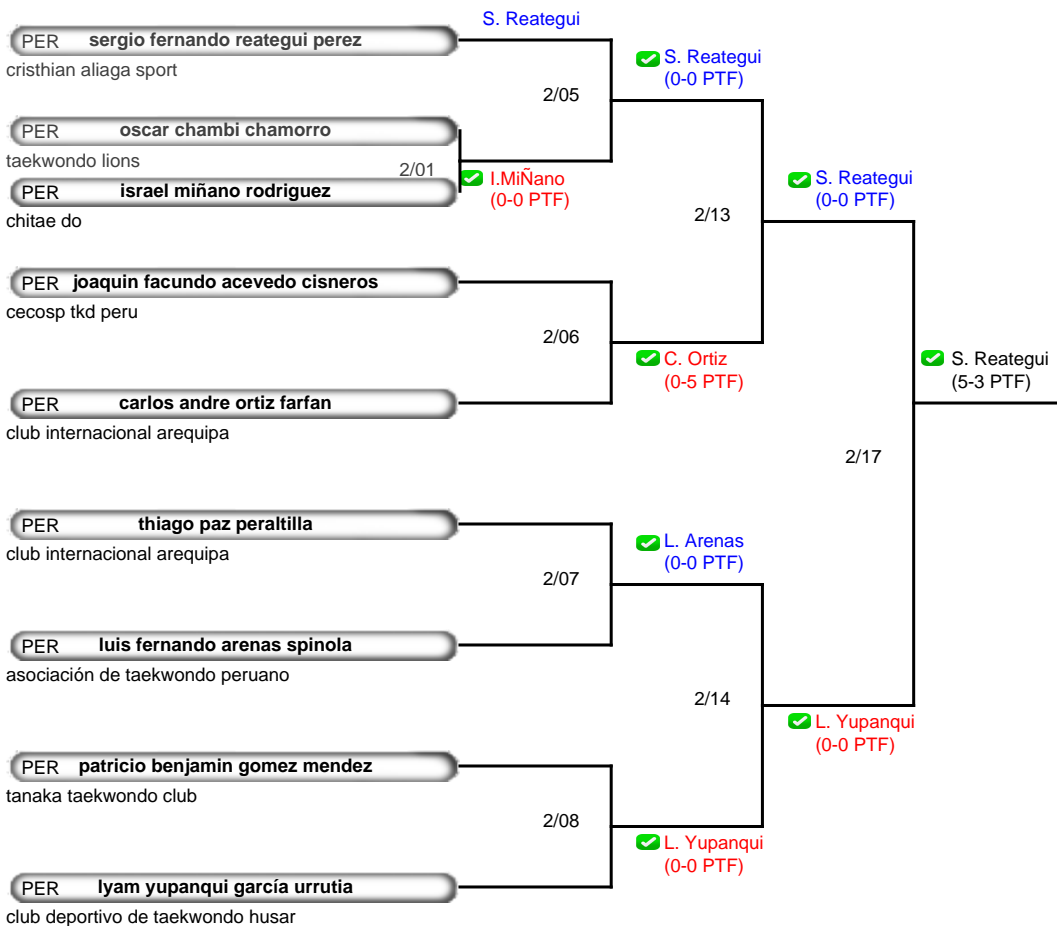 S. Reategui
PER sergio fernando reategui perez
cristhian aliaga sport
S. Reategui
(0-0 PTF)
2/05
PER oscar chambi chamorro
taekwondo lions
2/01
I.MiÑano
(0-0 PTF)
PER israel miñano rodriguez
chitae do
S. Reategui
(0-0 PTF)
2/13
PER joaquin facundo acevedo cisneros
cecosp tkd peru
2/06
C. Ortiz
(0-5 PTF)
S. Reategui
(5-3 PTF)
PER carlos andre ortiz farfan
club internacional arequipa
2/17
PER thiago paz peraltilla
club internacional arequipa
L. Arenas
(0-0 PTF)
2/07
PER luis fernando arenas spinola
asociación de taekwondo peruano
2/14
L. Yupanqui
(0-0 PTF)
PER patricio benjamin gomez mendez
tanaka taekwondo club
2/08
L. Yupanqui
(0-0 PTF)
PER lyam yupanqui garcía urrutia
club deportivo de taekwondo husar